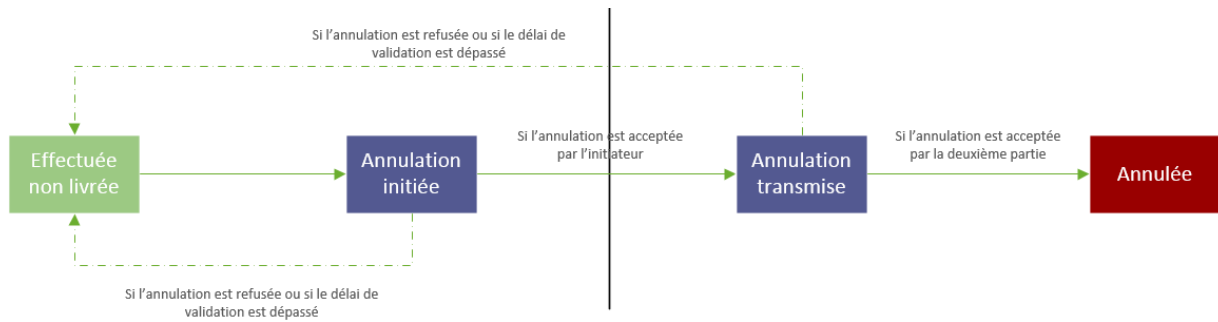 Si l'annulation est refusée ou si le délai de
validation est dépassé
Effectuée
non livrée
Annulation
initiée
Si l'annulation est acceptée
par l'initiateur
Annulation
transmise
Si l'annulation est acceptée
par la deuxième partie
Annulée
Si l'annulation est refusée ou si le délai de
validation est dépassé